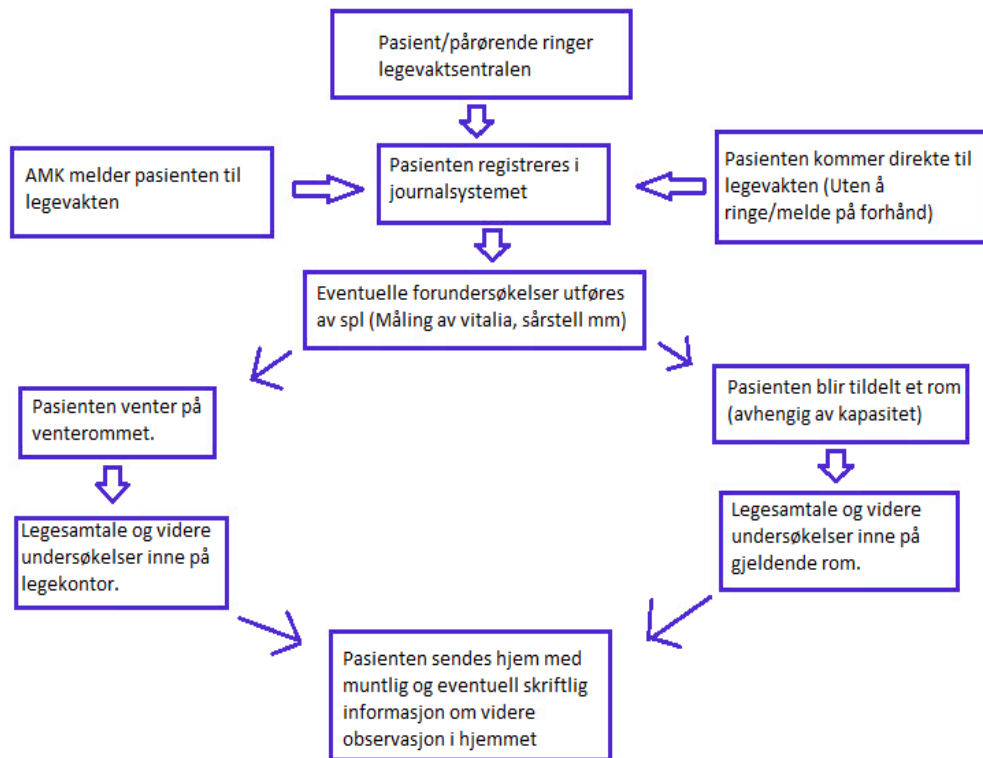 Pasient/pårørende ringer
legevaktsentralen
AMK melder pasienten til
legevakten
Pasienten registreres i
journalsystemet
Pasienten kommer direkte til
legevakten (Uten å
ringe/melde på forhånd)
Eventuelle forundersøkelser utføres
av spl (Måling av vitalia, sårstell mm)
Pasienten venter på
venterommet.
Pasienten blir tildelt et rom
(avhengig av kapasitet)
Legesamtale og videre
undersøkelser inne på
legekontor.
Legesamtale og videre
undersøkelser inne på
gjeldende rom.
Pasienten sendes hjem med
muntlig og eventuell skriftlig
informasjon om videre
observasjon i hjemmet